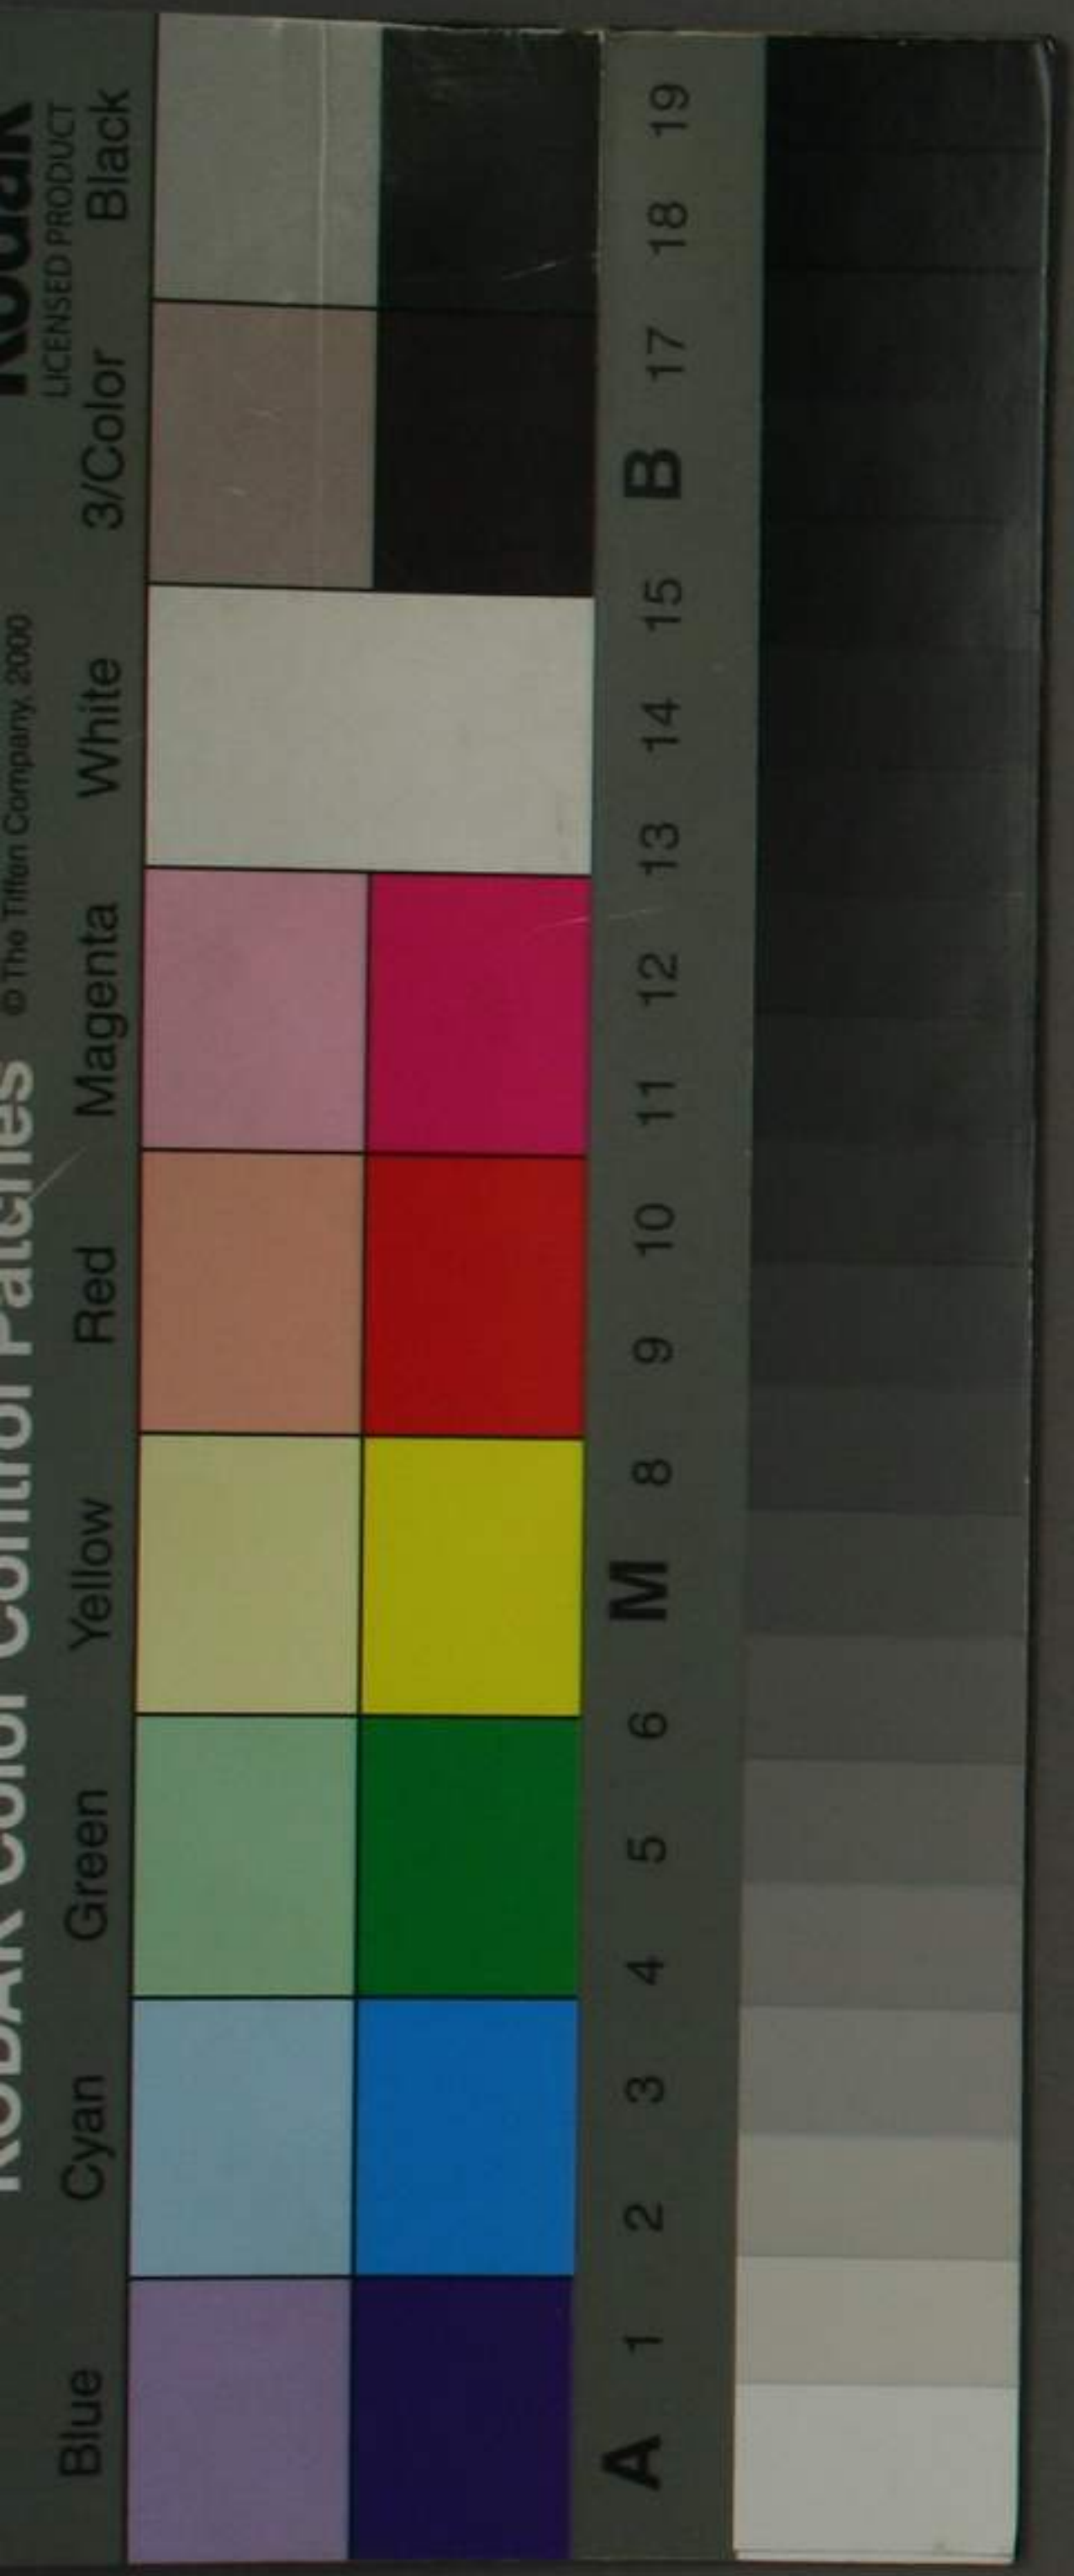 KODAK Color Control Patches © The Tiffen Company, 2000
Kodak
LICENSED PRODUCT
Blue Cyan Green Yellow Red Magenta White 3/Color Black
A 1 2 3 4 5 6 M 8 9 10 11 12 13 14 15 B 17 18 19